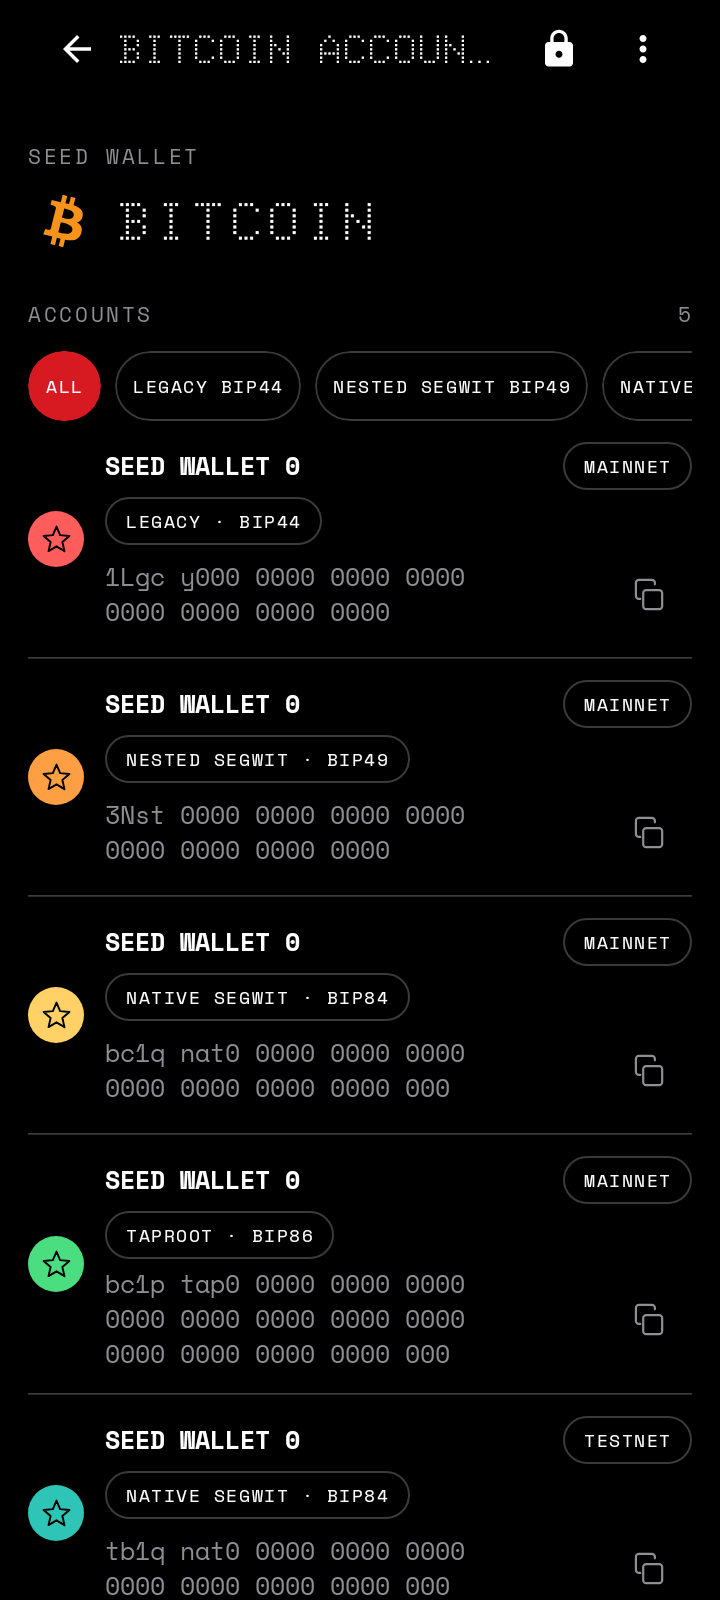 BITCOIN ACCOUN...
SEED WALLET
BITCOIN
ACCOUNTS 5
ALL LEGACY BIP44 NESTED SEGWIT BIP49 NATIVE
SEED WALLET 0 MAINNET
LEGACY · BIP44
1Lgc y000 0000 0000 0000
0000 0000 0000 0000
SEED WALLET 0 MAINNET
NESTED SEGWIT · BIP49
3Nst 0000 0000 0000 0000
0000 0000 0000 0000
SEED WALLET 0 MAINNET
NATIVE SEGWIT · BIP84
bc1q nat0 0000 0000 0000
0000 0000 0000 0000 000
SEED WALLET 0 MAINNET
TAPROOT · BIP86
bc1p tap0 0000 0000 0000
0000 0000 0000 0000 0000
0000 0000 0000 0000 000
SEED WALLET 0 TESTNET
NATIVE SEGWIT · BIP84
tb1q nat0 0000 0000 0000
0000 0000 0000 0000 000